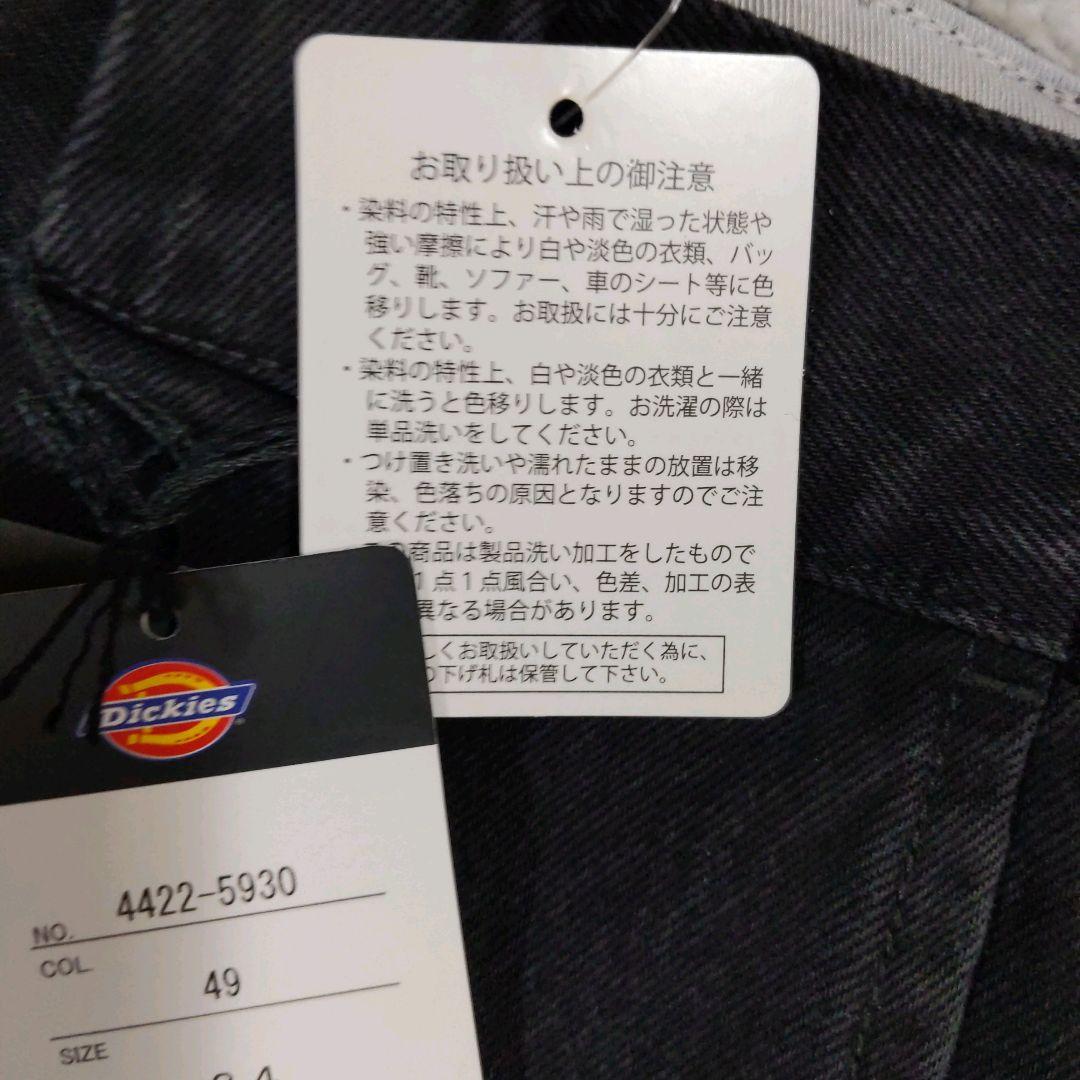 お取り扱い上の御注意
・染料の特性上、汗や雨で湿った状態や
強い摩擦により白や淡色の衣類、バッ
グ、靴、ソファー、車のシート等に色
移りします。お取扱には十分にご注意
ください。
・染料の特性上、白や淡色の衣類と一緒
に洗うと色移りします。お洗濯の際は
単品洗いをしてください。
・つけ置き洗いや濡れたままの放置は移
染、色落ちの原因となりますのでご注
意ください。
の商品は製品洗い加工をしたもので
１点１点風合い、色差、加工の表
異なる場合があります。
しくお取扱いしていただく為に、
の下げ札は保管して下さい。
Dickies
NO. 4422-5930
COL 49
SIZE